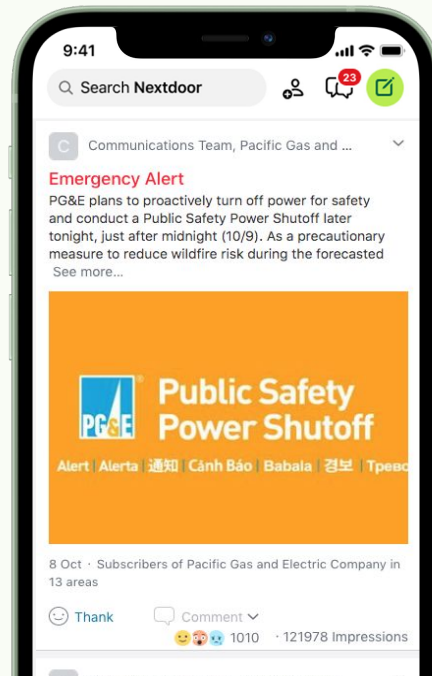 9:41
Search Nextdoor
23
C
Communications Team, Pacific Gas and ...
Emergency Alert
PG&E plans to proactively turn off power for safety
and conduct a Public Safety Power Shutoff later
tonight, just after midnight (10/9). As a precautionary
measure to reduce wildfire risk during the forecasted
See more...
PG&E
®
Public Safety
Power Shutoff
Alert | Alerta | 通知 | Cảnh Báo | Babala | 경보 | Трево
8 Oct · Subscribers of Pacific Gas and Electric Company in
13 areas
Thank
Comment
1010 · 121978 Impressions